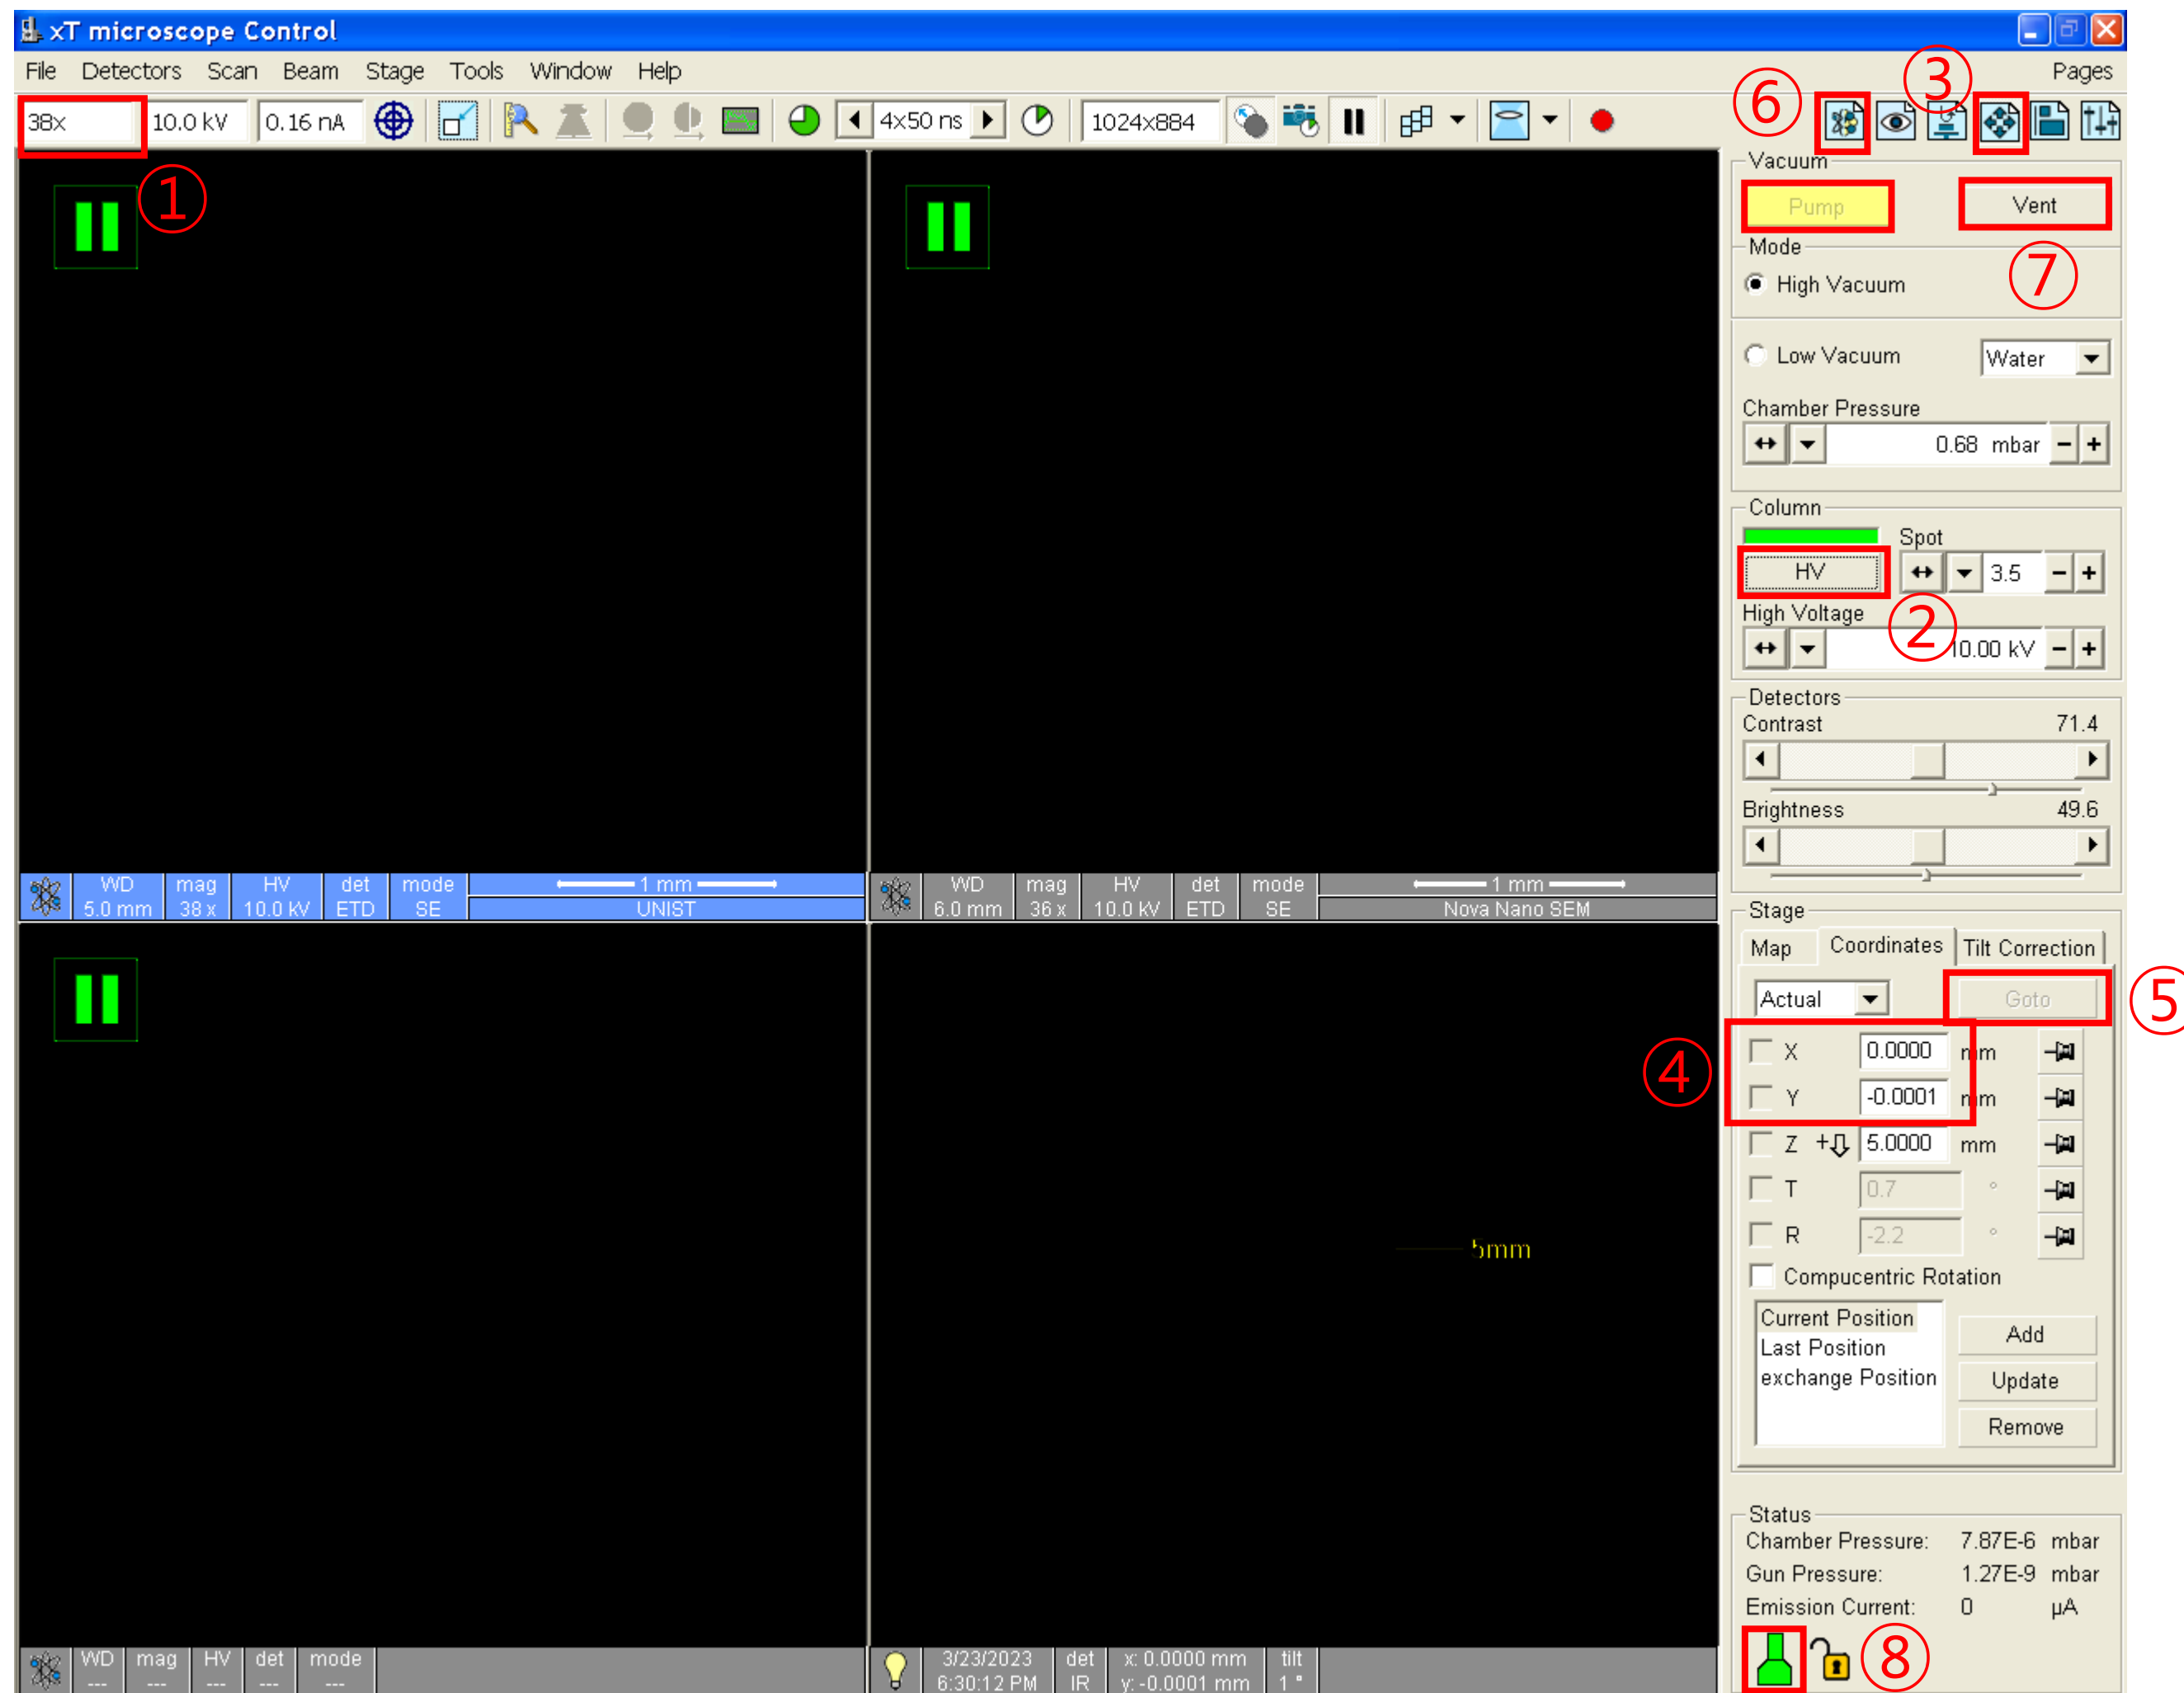 xT microscope Control
File Detectors Scan Beam Stage Tools Window Help Pages
⑥ ③
38x 10.0 kV 0.16 nA 4x50 ns 1024x884
①
Vacuum
Pump Vent
Mode
⑦
High Vacuum
Low Vacuum Water
Chamber Pressure
0.68 mbar
Column
Spot
HV 3.5
High Voltage
②
10.00 kV
Detectors
Contrast 71.4
Brightness 49.6
WD mag HV det mode 1 mm
5.0 mm 38 x 10.0 kV ETD SE UNIST
WD mag HV det mode 1 mm
6.0 mm 36 x 10.0 kV ETD SE Nova Nano SEM
Stage
Map Coordinates Tilt Correction
Actual Goto
⑤
④
X 0.0000 mm
Y -0.0001 mm
Z + 5.0000 mm
T 0.7 °
R -2.2 °
Compucentric Rotation
Current Position
Last Position
exchange Position
Add
Update
Remove
5mm
Status
Chamber Pressure: 7.87E-6 mbar
Gun Pressure: 1.27E-9 mbar
Emission Current: 0 µA
⑧
WD mag HV det mode
--- --- --- --- ---
3/23/2023 det x: 0.0000 mm tilt
6:30:12 PM IR y: -0.0001 mm 1 °